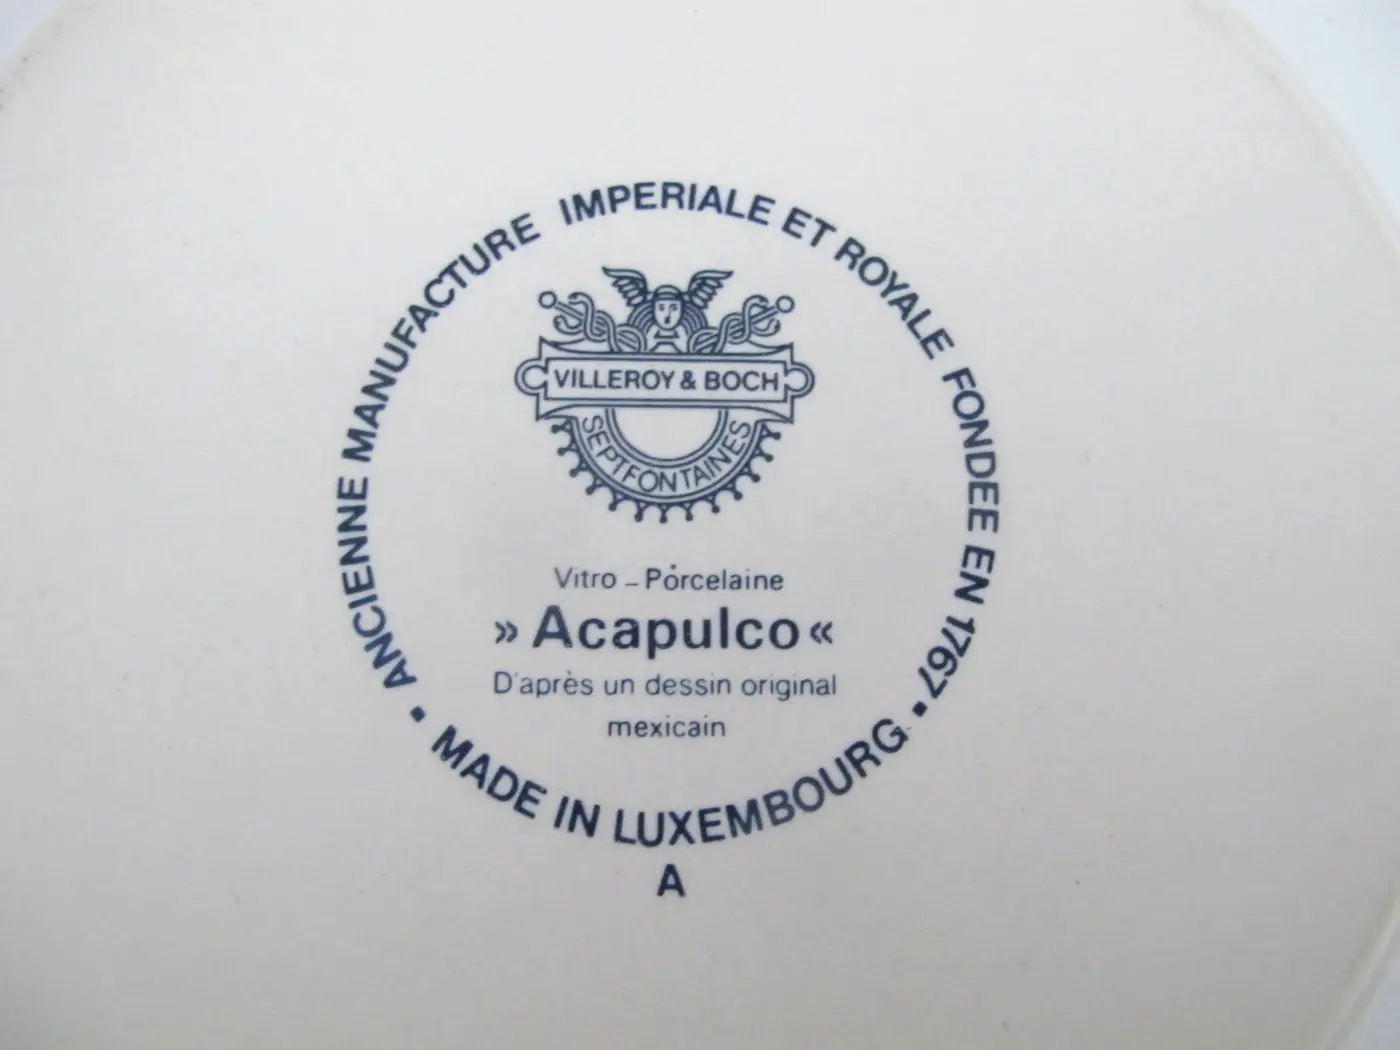 ANCIENNE MANUFACTURE IMPERIALE ET ROYALE FONDEE EN 1767 •
VILLEROY & BOCH
SEPTFONTAINES
Vitro - Porcelaine
» Acapulco «
D'après un dessin original
mexicain
• MADE IN LUXEMBOURG
A